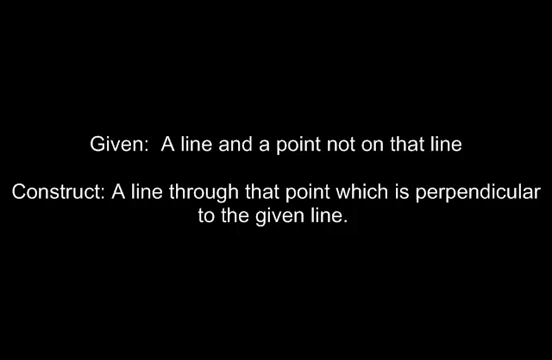 Given:  A line and a point not on that line
Construct: A line through that point which is perpendicular
to the given line.